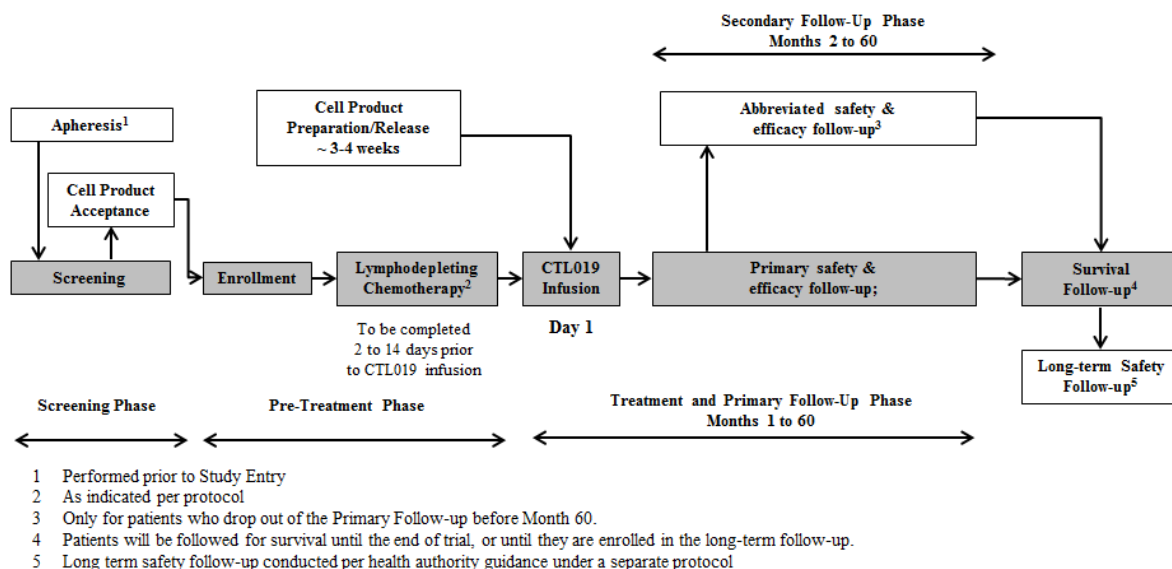 Secondary Follow-Up Phase
Months 2 to 60
Apheresis1
Cell Product
Preparation/Release
~ 3-4 weeks
Abbreviated safety &
efficacy follow-up3
Cell Product
Acceptance
Screening
Enrollment
Lymphodepleting
Chemotherapy2
CTL019
Infusion
Primary safety &
efficacy follow-up;
Survival
Follow-up4
To be completed
2 to 14 days prior
to CTL019 infusion
Day 1
Long-term Safety
Follow-up5
Screening Phase
Pre-Treatment Phase
Treatment and Primary Follow-Up Phase
Months 1 to 60
1 Performed prior to Study Entry
2 As indicated per protocol
3 Only for patients who drop out of the Primary Follow-up before Month 60.
4 Patients will be followed for survival until the end of trial, or until they are enrolled in the long-term follow-up.
5 Long term safety follow-up conducted per health authority guidance under a separate protocol